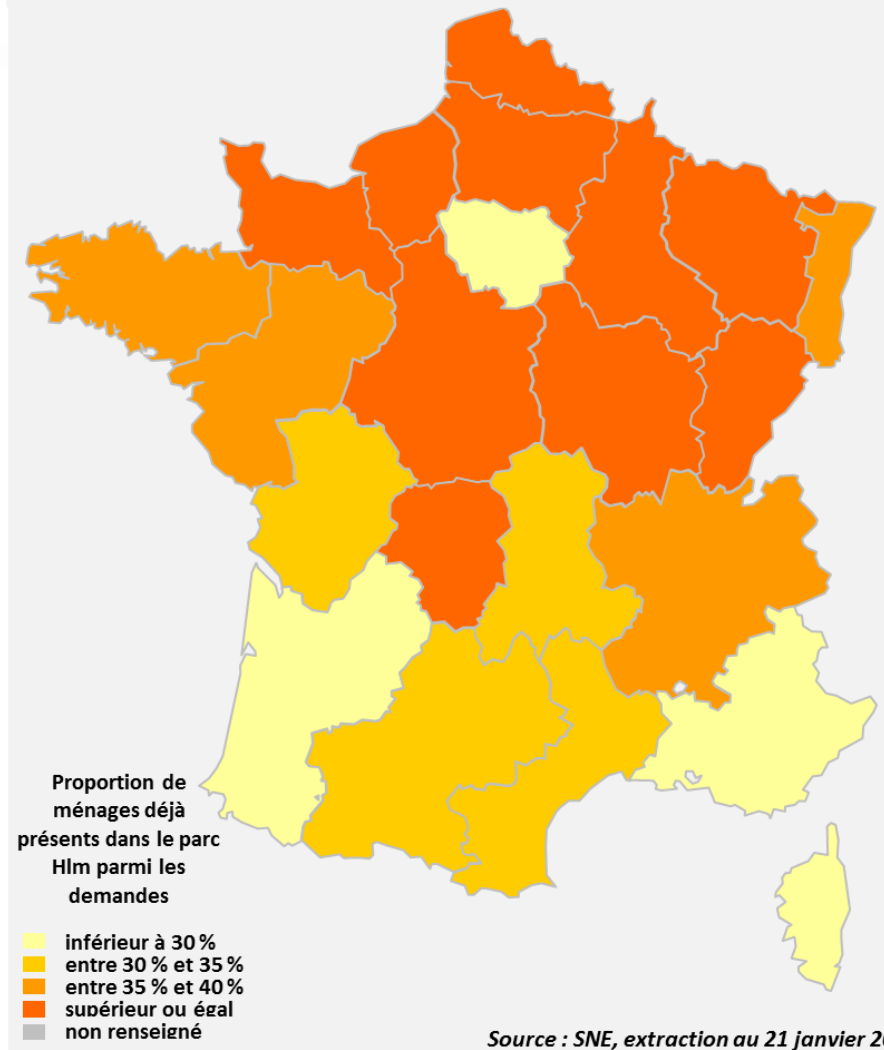 Proportion de
ménages déjà
présents dans le parc
Hlm parmi les
demandes
inférieur à 30 %
entre 30 % et 35 %
entre 35 % et 40 %
supérieur ou égal
non renseigné
Source : SNE, extraction au 21 janvier